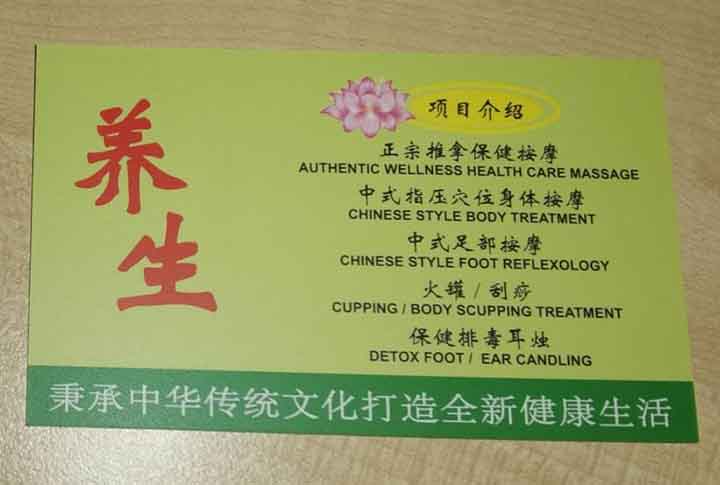 养生
项目介绍
正宗推拿保健按摩
AUTHENTIC WELLNESS HEALTH CARE MASSAGE
中式指压穴位身体按摩
CHINESE STYLE BODY TREATMENT
中式足部按摩
CHINESE STYLE FOOT REFLEXOLOGY
火罐 / 刮痧
CUPPING / BODY SCUPPING TREATMENT
保健排毒耳烛
DETOX FOOT / EAR CANDLING
秉承中华传统文化打造全新健康生活